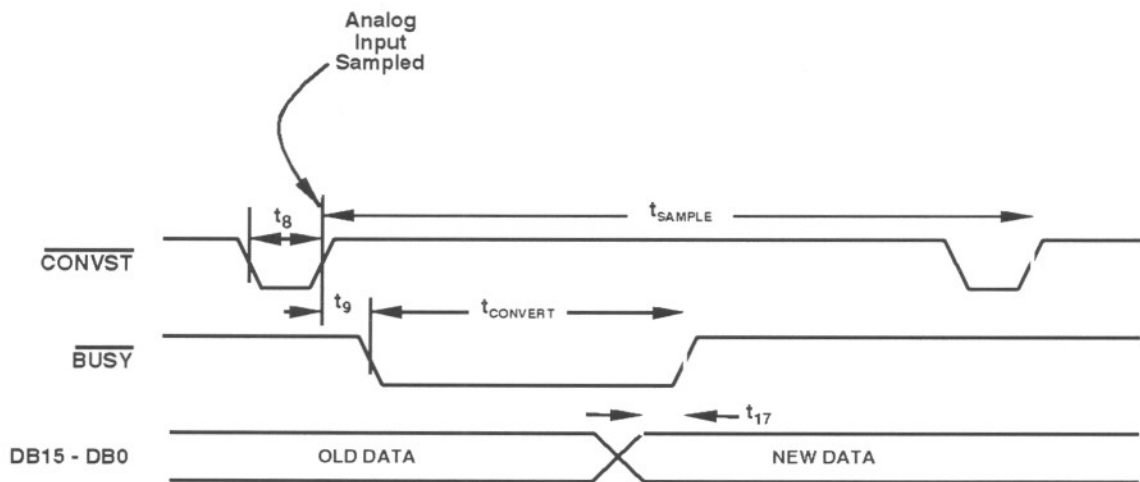 Analog
Input
Sampled
t8
tSAMPLE
CONVST
t9
tCONVERT
BUSY
t17
DB15 - DB0
OLD DATA
NEW DATA